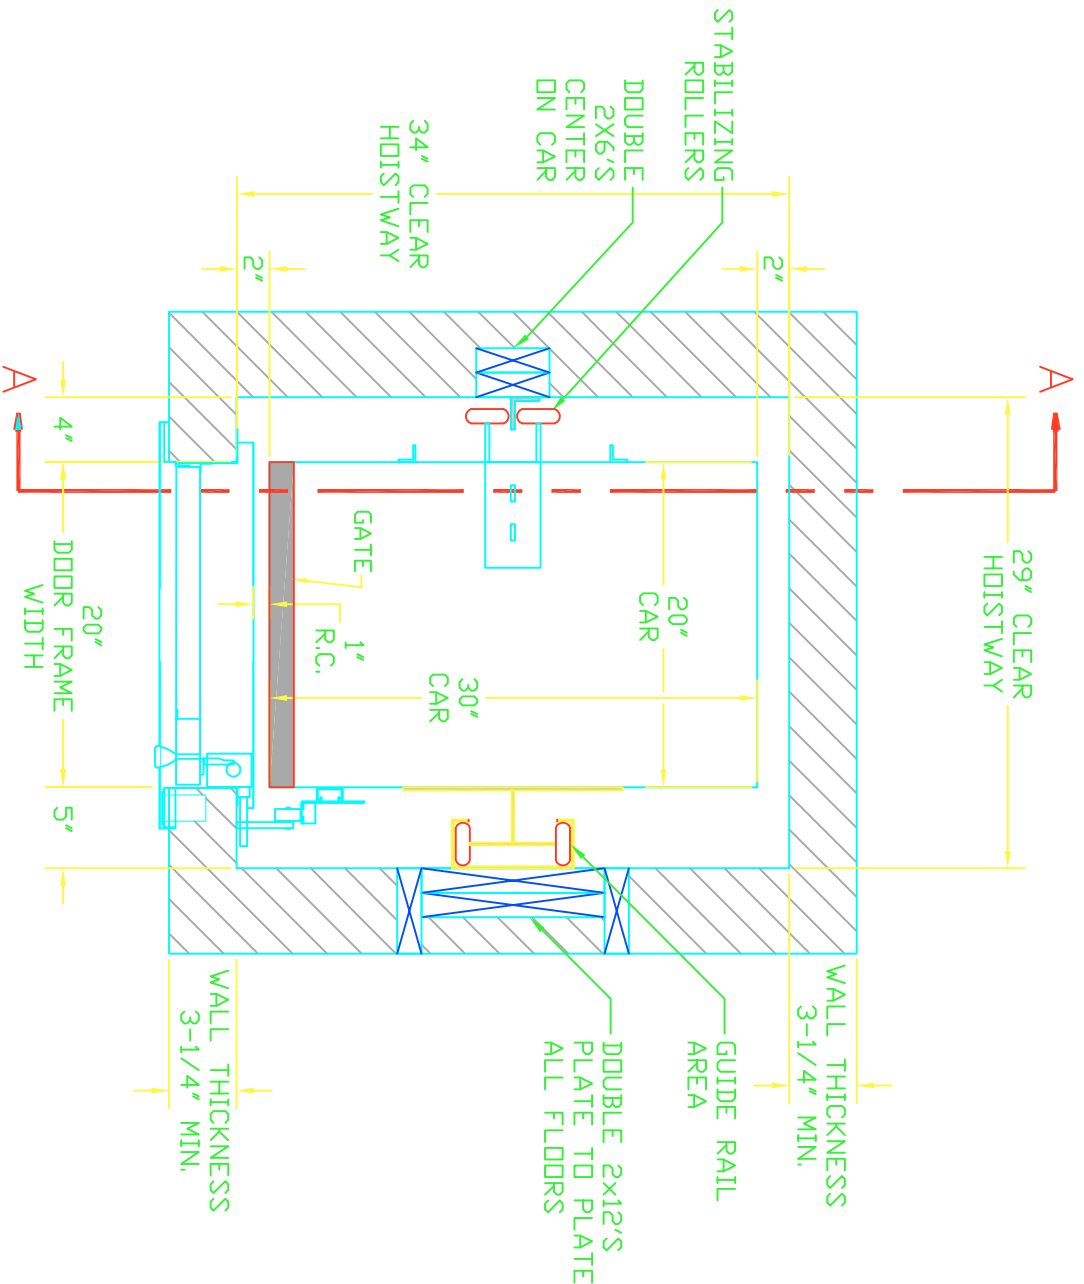 STABILIZING
ROLLERS
DOUBLE
2X6'S
CENTER
ON CAR
34" CLEAR
HOISTWAY
2"
2"
A
A
4"
20"
DOOR FRAME
WIDTH
5"
GATE
1"
R.C.
20"
CAR
30"
CAR
29" CLEAR
HOISTWAY
WALL THICKNESS
3-1/4" MIN.
GUIDE RAIL
AREA
DOUBLE 2x12'S
PLATE TO PLATE
ALL FLOORS
WALL THICKNESS
3-1/4" MIN.